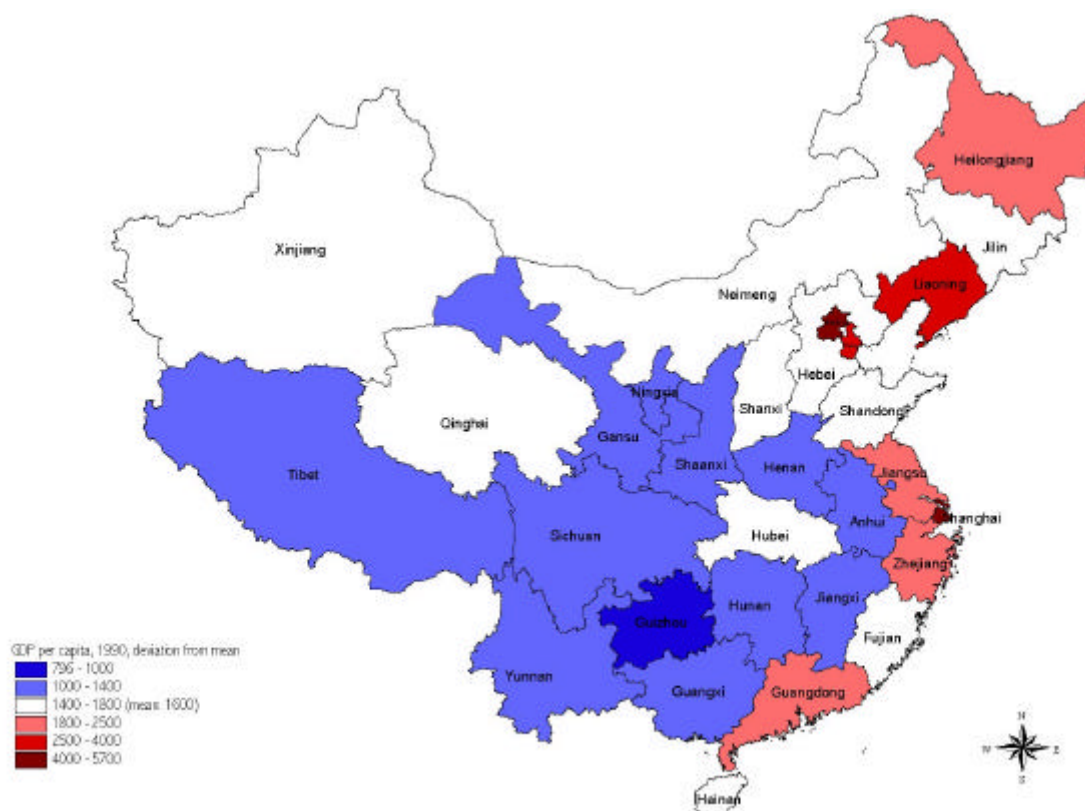 Heilongjiang
Jilin
Xinjiang
Liaoning
Neimeng
Hebei
Ningxia
Shanxi
Shandong
Qinghai
Gansu
Shaanxi
Henan
Jiangsu
Tibet
Anhui
Shanghai
Sichuan
Hubei
Zhejiang
Hunan
Jiangxi
Guizhou
Fujian
Yunnan
Guangxi
Guangdong
Hainan
GDP per capita, 1990, deviation from mean
796 - 1000
1000 - 1400
1400 - 1800 (mean: 1600)
1800 - 2500
2500 - 4000
4000 - 5700
N
W E
S